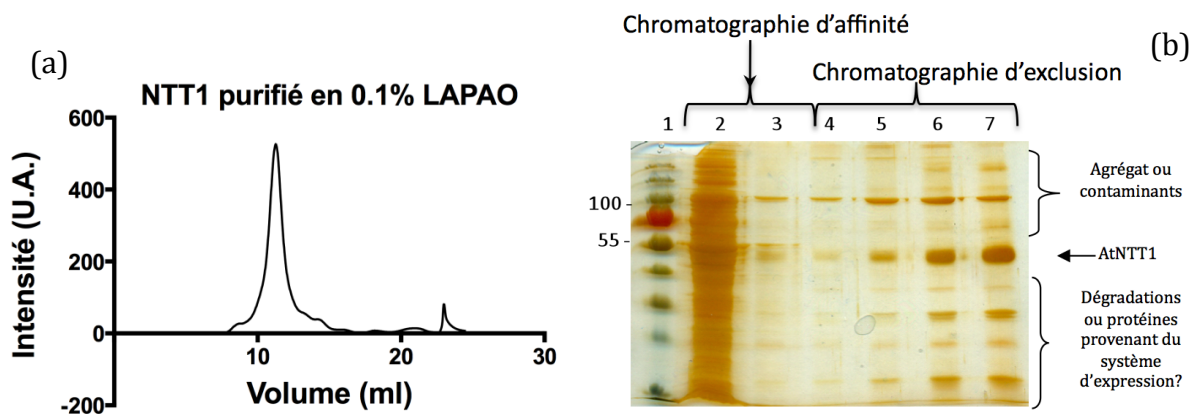 (a)
NTT1 purifié en 0.1% LAPAO
Intensité (U.A.)
600
400
200
0
-200
10
20
30
Volume (ml)
(b)
Chromatographie d’affinité
Chromatographie d’exclusion
1 2 3 4 5 6 7
100 -
55 -
Agrégat ou
contaminants
AtNTT1
Dégradations
ou protéines
provenant du
système
d’expression?